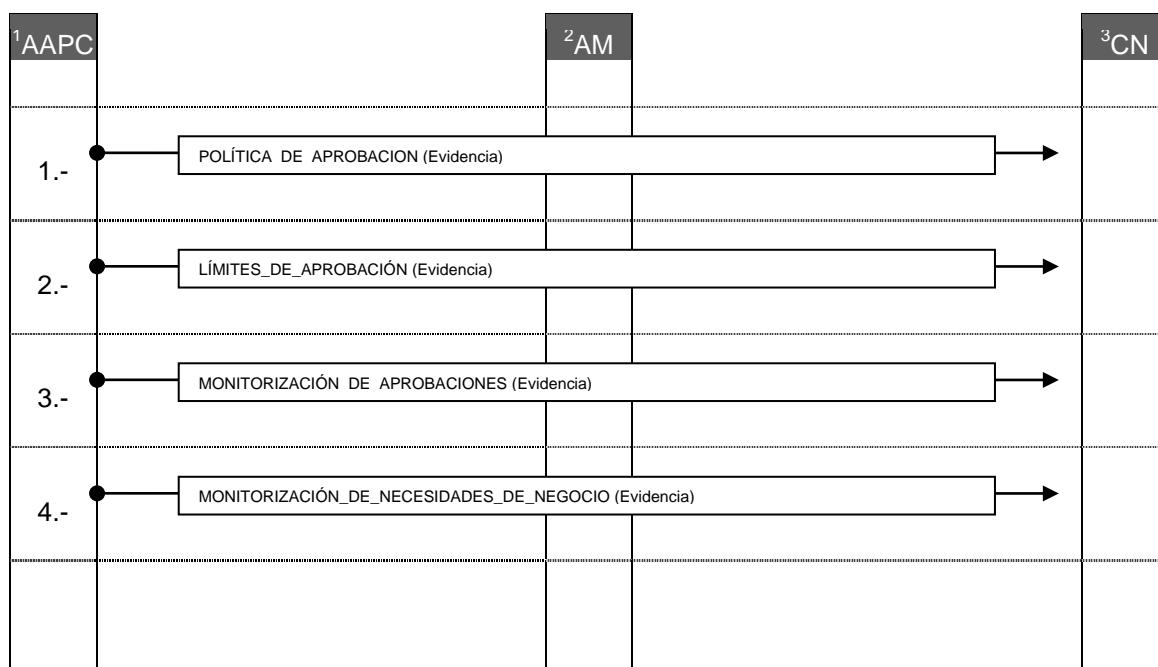 ¹AAPC ²AM ³CN
1.- POLÍTICA DE APROBACION (Evidencia)
2.- LÍMITES_DE_APROBACIÓN (Evidencia)
3.- MONITORIZACIÓN DE APROBACIONES (Evidencia)
4.- MONITORIZACIÓN_DE_NECESIDADES_DE_NEGOCIO (Evidencia)